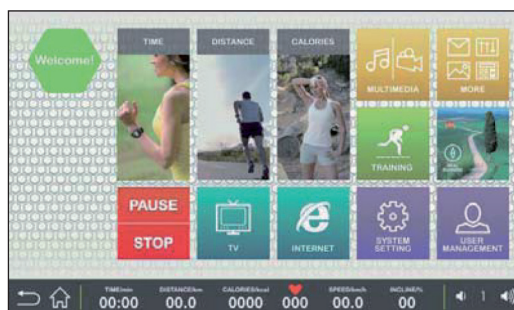 Welcome!
TIME
DISTANCE
CALORIES
MULTIMEDIA
MORE
TRAINING
PAUSE
STOP
TV
INTERNET
SYSTEM
SETTING
USER
MANAGEMENT
TIME/min
DISTANCE/km
CALORIES/kcal
SPEED/km/h
INCLINE/%
00:00
00.0
0000
000
00.0
00
1